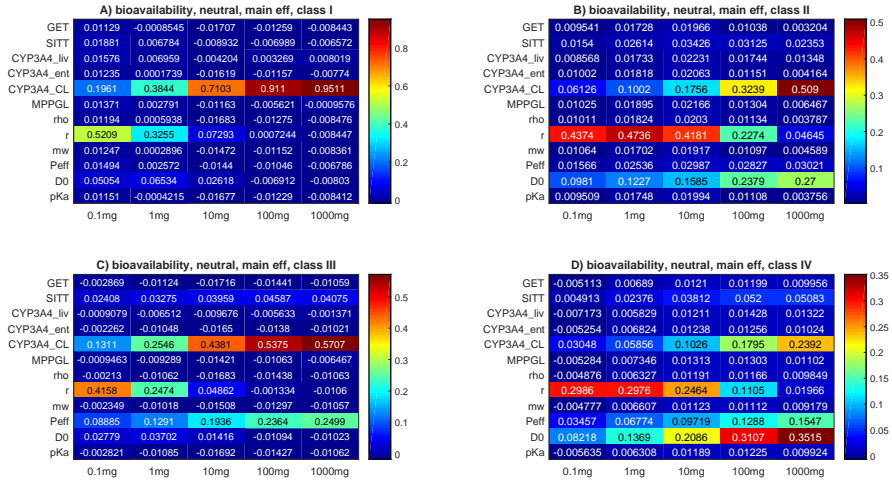 A) bioavailability, neutral, main eff, class I
GET 0.01129 -0.0008545 -0.01707 -0.01259 -0.008443
SITT 0.01881 0.006784 -0.008932 -0.006989 -0.006572
CYP3A4_liv 0.01576 0.006959 -0.004204 0.003269 0.008019
CYP3A4_ent 0.01235 0.0001739 -0.01619 -0.01157 -0.00774
CYP3A4_CL 0.1961 0.3844 0.7103 0.911 0.9511
MPPGL 0.01371 0.002791 -0.01163 -0.005621 -0.0009576
rho 0.01194 0.0005938 -0.01683 -0.01275 -0.008476
r 0.5209 0.3255 0.07293 0.0007244 -0.008447
mw 0.01247 0.0002896 -0.01472 -0.01152 -0.008361
Peff 0.01494 0.002572 -0.0144 -0.01046 -0.006786
D0 0.05054 0.06534 0.02618 -0.006912 -0.00803
pKa 0.01151 -0.0004215 -0.01677 -0.01229 -0.008412
0.1mg 1mg 10mg 100mg 1000mg
0.8
0.6
0.4
0.2
0
B) bioavailability, neutral, main eff, class II
GET 0.009541 0.01728 0.01966 0.01038 0.003204
SITT 0.0154 0.02614 0.03426 0.03125 0.02353
CYP3A4_liv 0.008568 0.01733 0.02231 0.01744 0.01348
CYP3A4_ent 0.01002 0.01818 0.02063 0.01151 0.004164
CYP3A4_CL 0.06126 0.1002 0.1756 0.3239 0.509
MPPGL 0.01025 0.01895 0.02166 0.01304 0.006467
rho 0.01011 0.01824 0.0203 0.01134 0.003787
r 0.4374 0.4736 0.4181 0.2274 0.04645
mw 0.01064 0.01702 0.01917 0.01097 0.004589
Peff 0.01566 0.02536 0.02987 0.02827 0.03021
D0 0.0981 0.1227 0.1585 0.2379 0.27
pKa 0.009509 0.01748 0.01994 0.01108 0.003756
0.1mg 1mg 10mg 100mg 1000mg
0.5
0.4
0.3
0.2
0.1
C) bioavailability, neutral, main eff, class III
GET -0.002869 -0.01124 -0.01716 -0.01441 -0.01059
SITT 0.02408 0.03275 0.03959 0.04587 0.04075
CYP3A4_liv -0.0009079 -0.006512 -0.009676 -0.005633 -0.001371
CYP3A4_ent -0.002262 -0.01048 -0.0165 -0.0138 -0.01021
CYP3A4_CL 0.1311 0.2546 0.4381 0.5375 0.5707
MPPGL -0.0009463 -0.009289 -0.01421 -0.01063 -0.006467
rho -0.00213 -0.01062 -0.01683 -0.01438 -0.01063
r 0.4158 0.2474 0.04862 -0.001334 -0.0106
mw -0.002349 -0.01018 -0.01508 -0.01297 -0.01057
Peff 0.08885 0.1291 0.1936 0.2364 0.2499
D0 0.02779 0.03702 0.01416 -0.01094 -0.01023
pKa -0.002821 -0.01085 -0.01692 -0.01427 -0.01062
0.1mg 1mg 10mg 100mg 1000mg
0.5
0.4
0.3
0.2
0.1
0
D) bioavailability, neutral, main eff, class IV
GET -0.005113 0.00689 0.0121 0.01199 0.009956
SITT 0.004913 0.02376 0.03812 0.052 0.05083
CYP3A4_liv -0.007173 0.005829 0.01211 0.01428 0.01322
CYP3A4_ent -0.005254 0.006824 0.01238 0.01256 0.01024
CYP3A4_CL 0.03048 0.05856 0.1026 0.1795 0.2392
MPPGL -0.005284 0.007346 0.01313 0.01303 0.01102
rho -0.004876 0.006327 0.01191 0.01166 0.009849
r 0.2986 0.2976 0.2464 0.1105 0.01966
mw -0.004777 0.006607 0.01123 0.01112 0.009179
Peff 0.03457 0.06774 0.09719 0.1288 0.1547
D0 0.08218 0.1369 0.2086 0.3107 0.3515
pKa -0.005635 0.006308 0.01189 0.01225 0.009924
0.1mg 1mg 10mg 100mg 1000mg
0.35
0.3
0.25
0.2
0.15
0.1
0.05
0